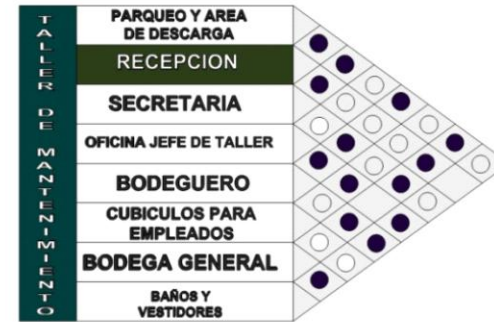 TALLER DE MANTENIMIENTO
PARQUEO Y AREA
DE DESCARGA
RECEPCION
SECRETARIA
OFICINA JEFE DE TALLER
BODEGUERO
CUBICULOS PARA
EMPLEADOS
BODEGA GENERAL
BAÑOS Y
VESTIDORES